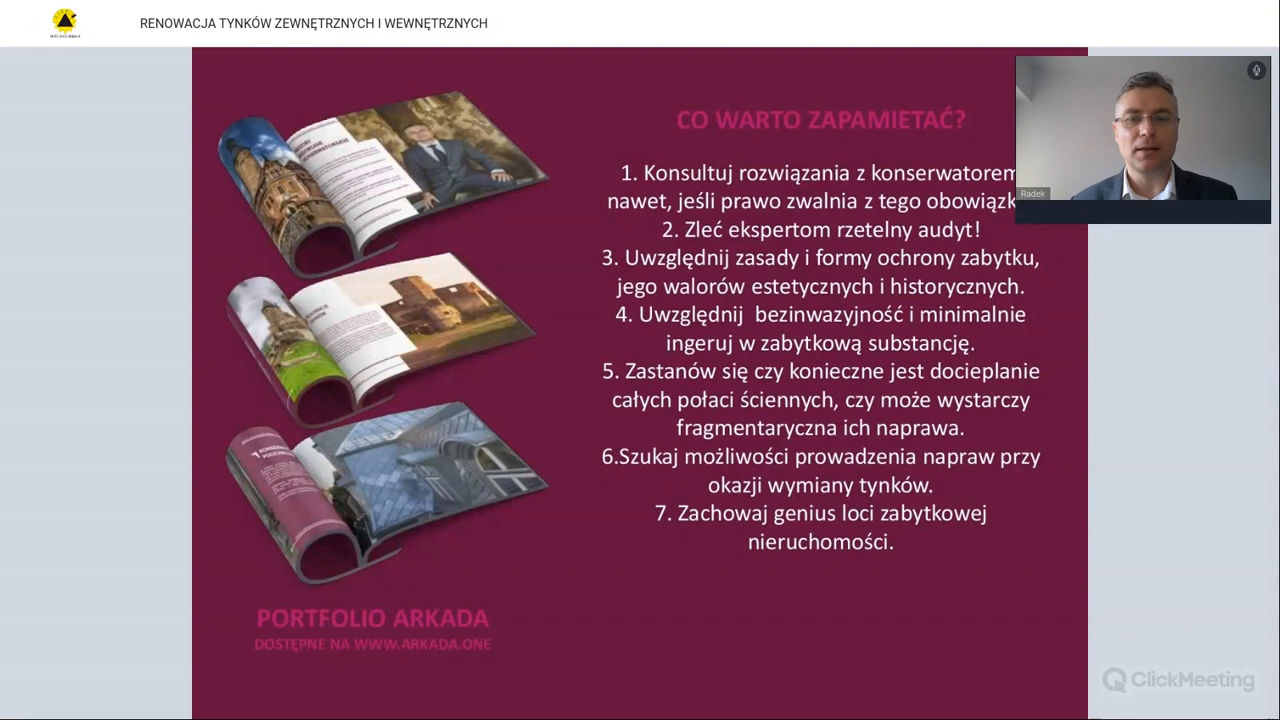 RENOWACJA TYNKÓW ZEWNĘTRZNYCH I WEWNĘTRZNYCH
CO WARTO ZAPAMIETAĆ?
1. Konsultuj rozwiązania z konserwatorem
nawet, jeśli prawo zwalnia z tego
2. Zleć ekspertom rzetelny audyt!
3. Uwzględnij zasady i formy ochrony zabytku,
jego walorów estetycznych i historycznych.
4. Uwzględnij  bezinwazyjność i minimalnie
ingeruj w zabytkową substancję.
5. Zastanów się czy konieczne jest docieplanie
całych połaci ściennych, czy może wystarczy
fragmentaryczna ich naprawa.
6.Szukaj możliwości prowadzenia napraw przy
okazji wymiany tynków.
7. Zachowaj genius loci zabytkowej
nieruchomości.
PORTFOLIO ARKADA
DOSTĘPNE NA WWW.ARKADA.ONE
Radek
ClickMeeting